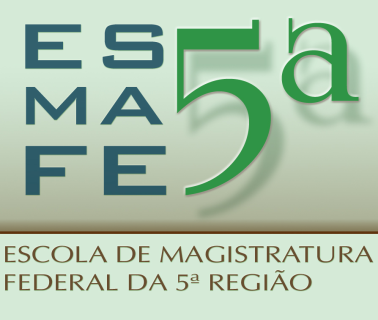 ES
MA
FE
5ª
ESCOLA DE MAGISTRATURA
FEDERAL DA 5ª REGIÃO